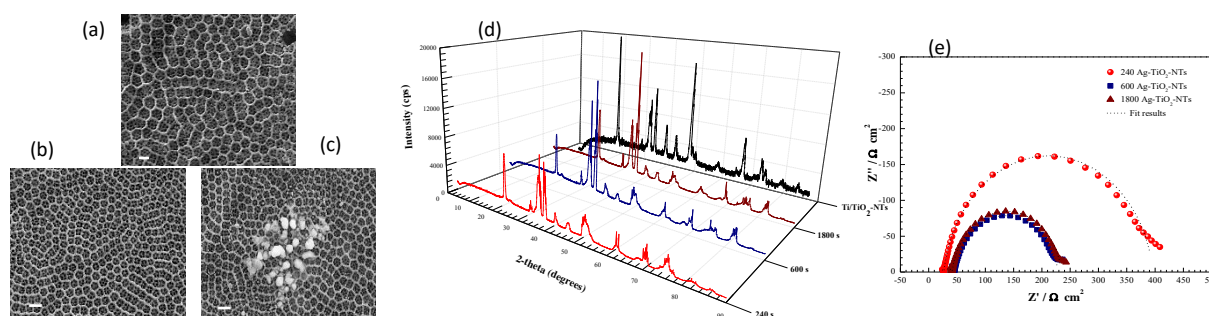 (a)
(b)
(c)
(d)
20000
16000
12000
8000
4000
0
Intensity (cps)
10
20
30
40
50
60
70
80
90
2-Theta (degrees)
Ti/TiO2-NTs
1800 s
600 s
240 s
(e)
-300
-250
-200
-150
-100
-50
0
Z'' / Ω cm2
240 Ag-TiO2-NTs
600 Ag-TiO2-NTs
1800 Ag-TiO2-NTs
Fit results
0
50
100
150
200
250
300
350
400
450
Z' / Ω cm2